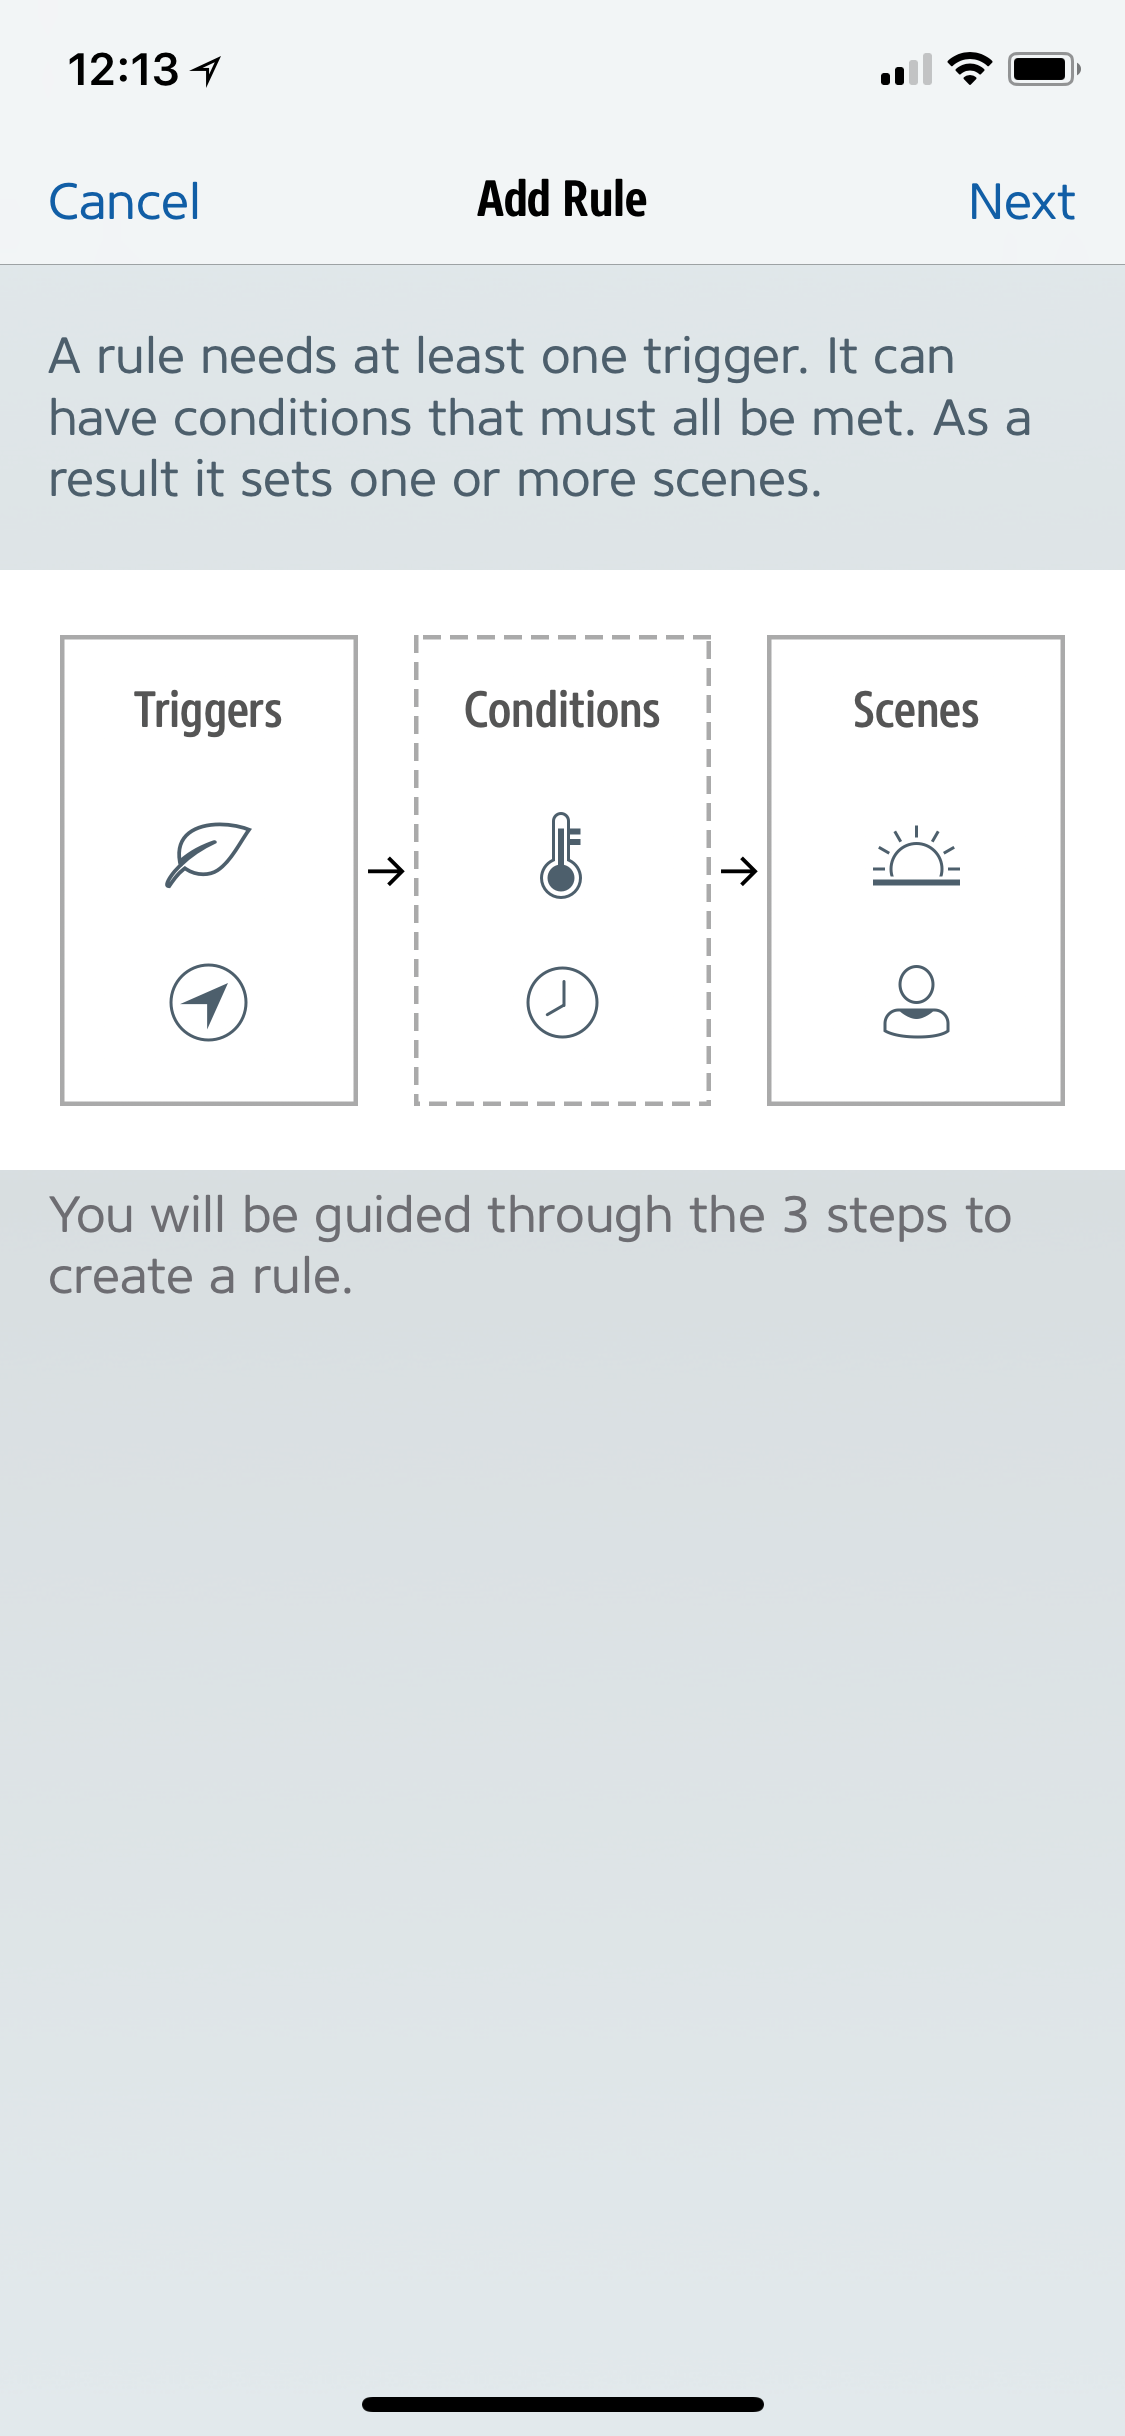 12:13
Cancel Add Rule Next
A rule needs at least one trigger. It can
have conditions that must all be met. As a
result it sets one or more scenes.
Triggers Conditions Scenes
You will be guided through the 3 steps to
create a rule.